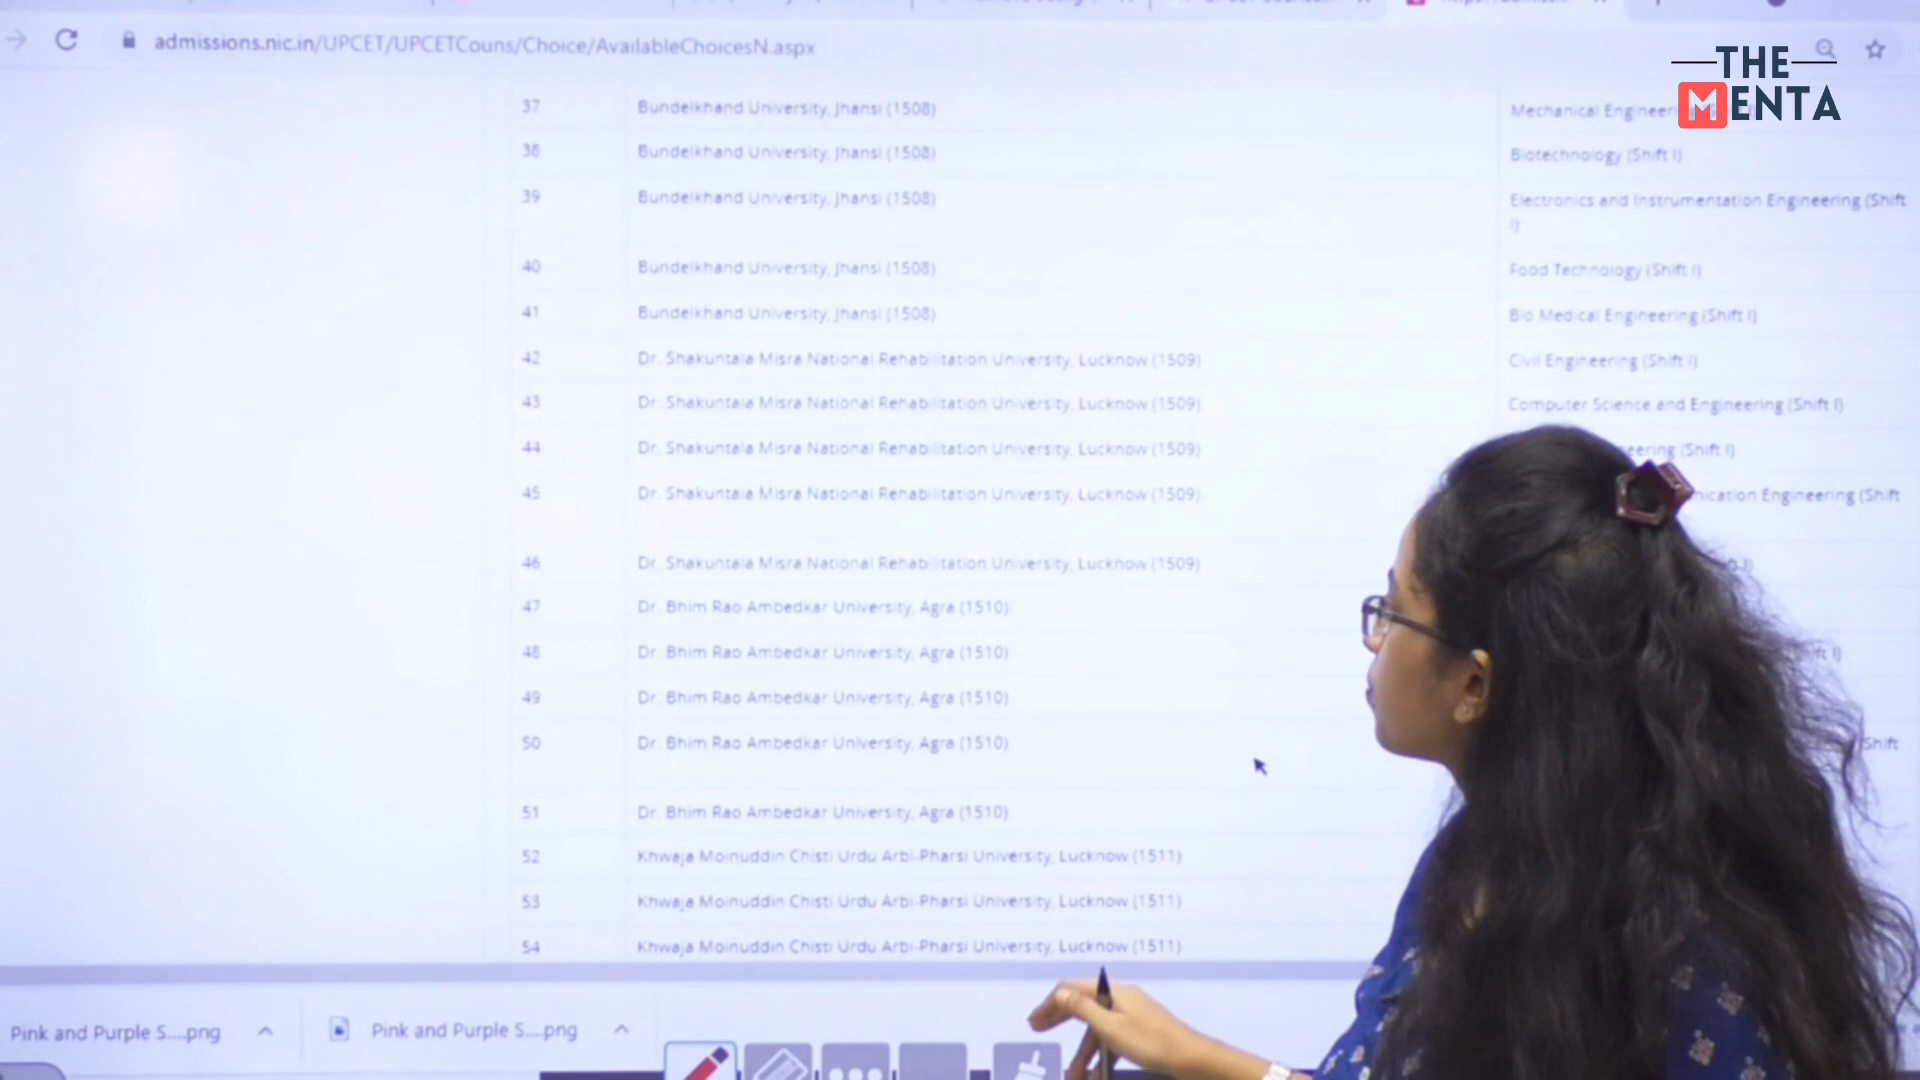 admissions.nic.in/UPCET/UPCETCouns/Choice/AvailableChoicesN.aspx
THE
MENTA
37 Bundelkhand University, Jhansi (1508) Mechanical
38 Bundelkhand University, Jhansi (1508) Biotechnology (Shift I)
39 Bundelkhand University, Jhansi (1508) Electronics and Instrumentation Engineering (Shift
I)
40 Bundelkhand University, Jhansi (1508) Food Technology (Shift I)
41 Bundelkhand University, Jhansi (1508) Bio Medical Engineering (Shift I)
42 Dr. Shakuntala Misra National Rehabilitation University, Lucknow (1509) Civil Engineering (Shift I)
43 Dr. Shakuntala Misra National Rehabilitation University, Lucknow (1509) Computer Science and Engineering (Shift I)
44 Dr. Shakuntala Misra National Rehabilitation University, Lucknow (1509) eering (Shift I)
45 Dr. Shakuntala Misra National Rehabilitation University, Lucknow (1509) nication Engineering (Shift
46 Dr. Shakuntala Misra National Rehabilitation University, Lucknow (1509)
47 Dr. Bhim Rao Ambedkar University, Agra (1510)
48 Dr. Bhim Rao Ambedkar University, Agra (1510)
49 Dr. Bhim Rao Ambedkar University, Agra (1510)
50 Dr. Bhim Rao Ambedkar University, Agra (1510) Shift
51 Dr. Bhim Rao Ambedkar University, Agra (1510)
52 Khwaja Moinuddin Chisti Urdu Arbi-Pharsi University, Lucknow (1511)
53 Khwaja Moinuddin Chisti Urdu Arbi-Pharsi University, Lucknow (1511)
54 Khwaja Moinuddin Chisti Urdu Arbi-Pharsi University, Lucknow (1511)
Pink and Purple S....png Pink and Purple S....png